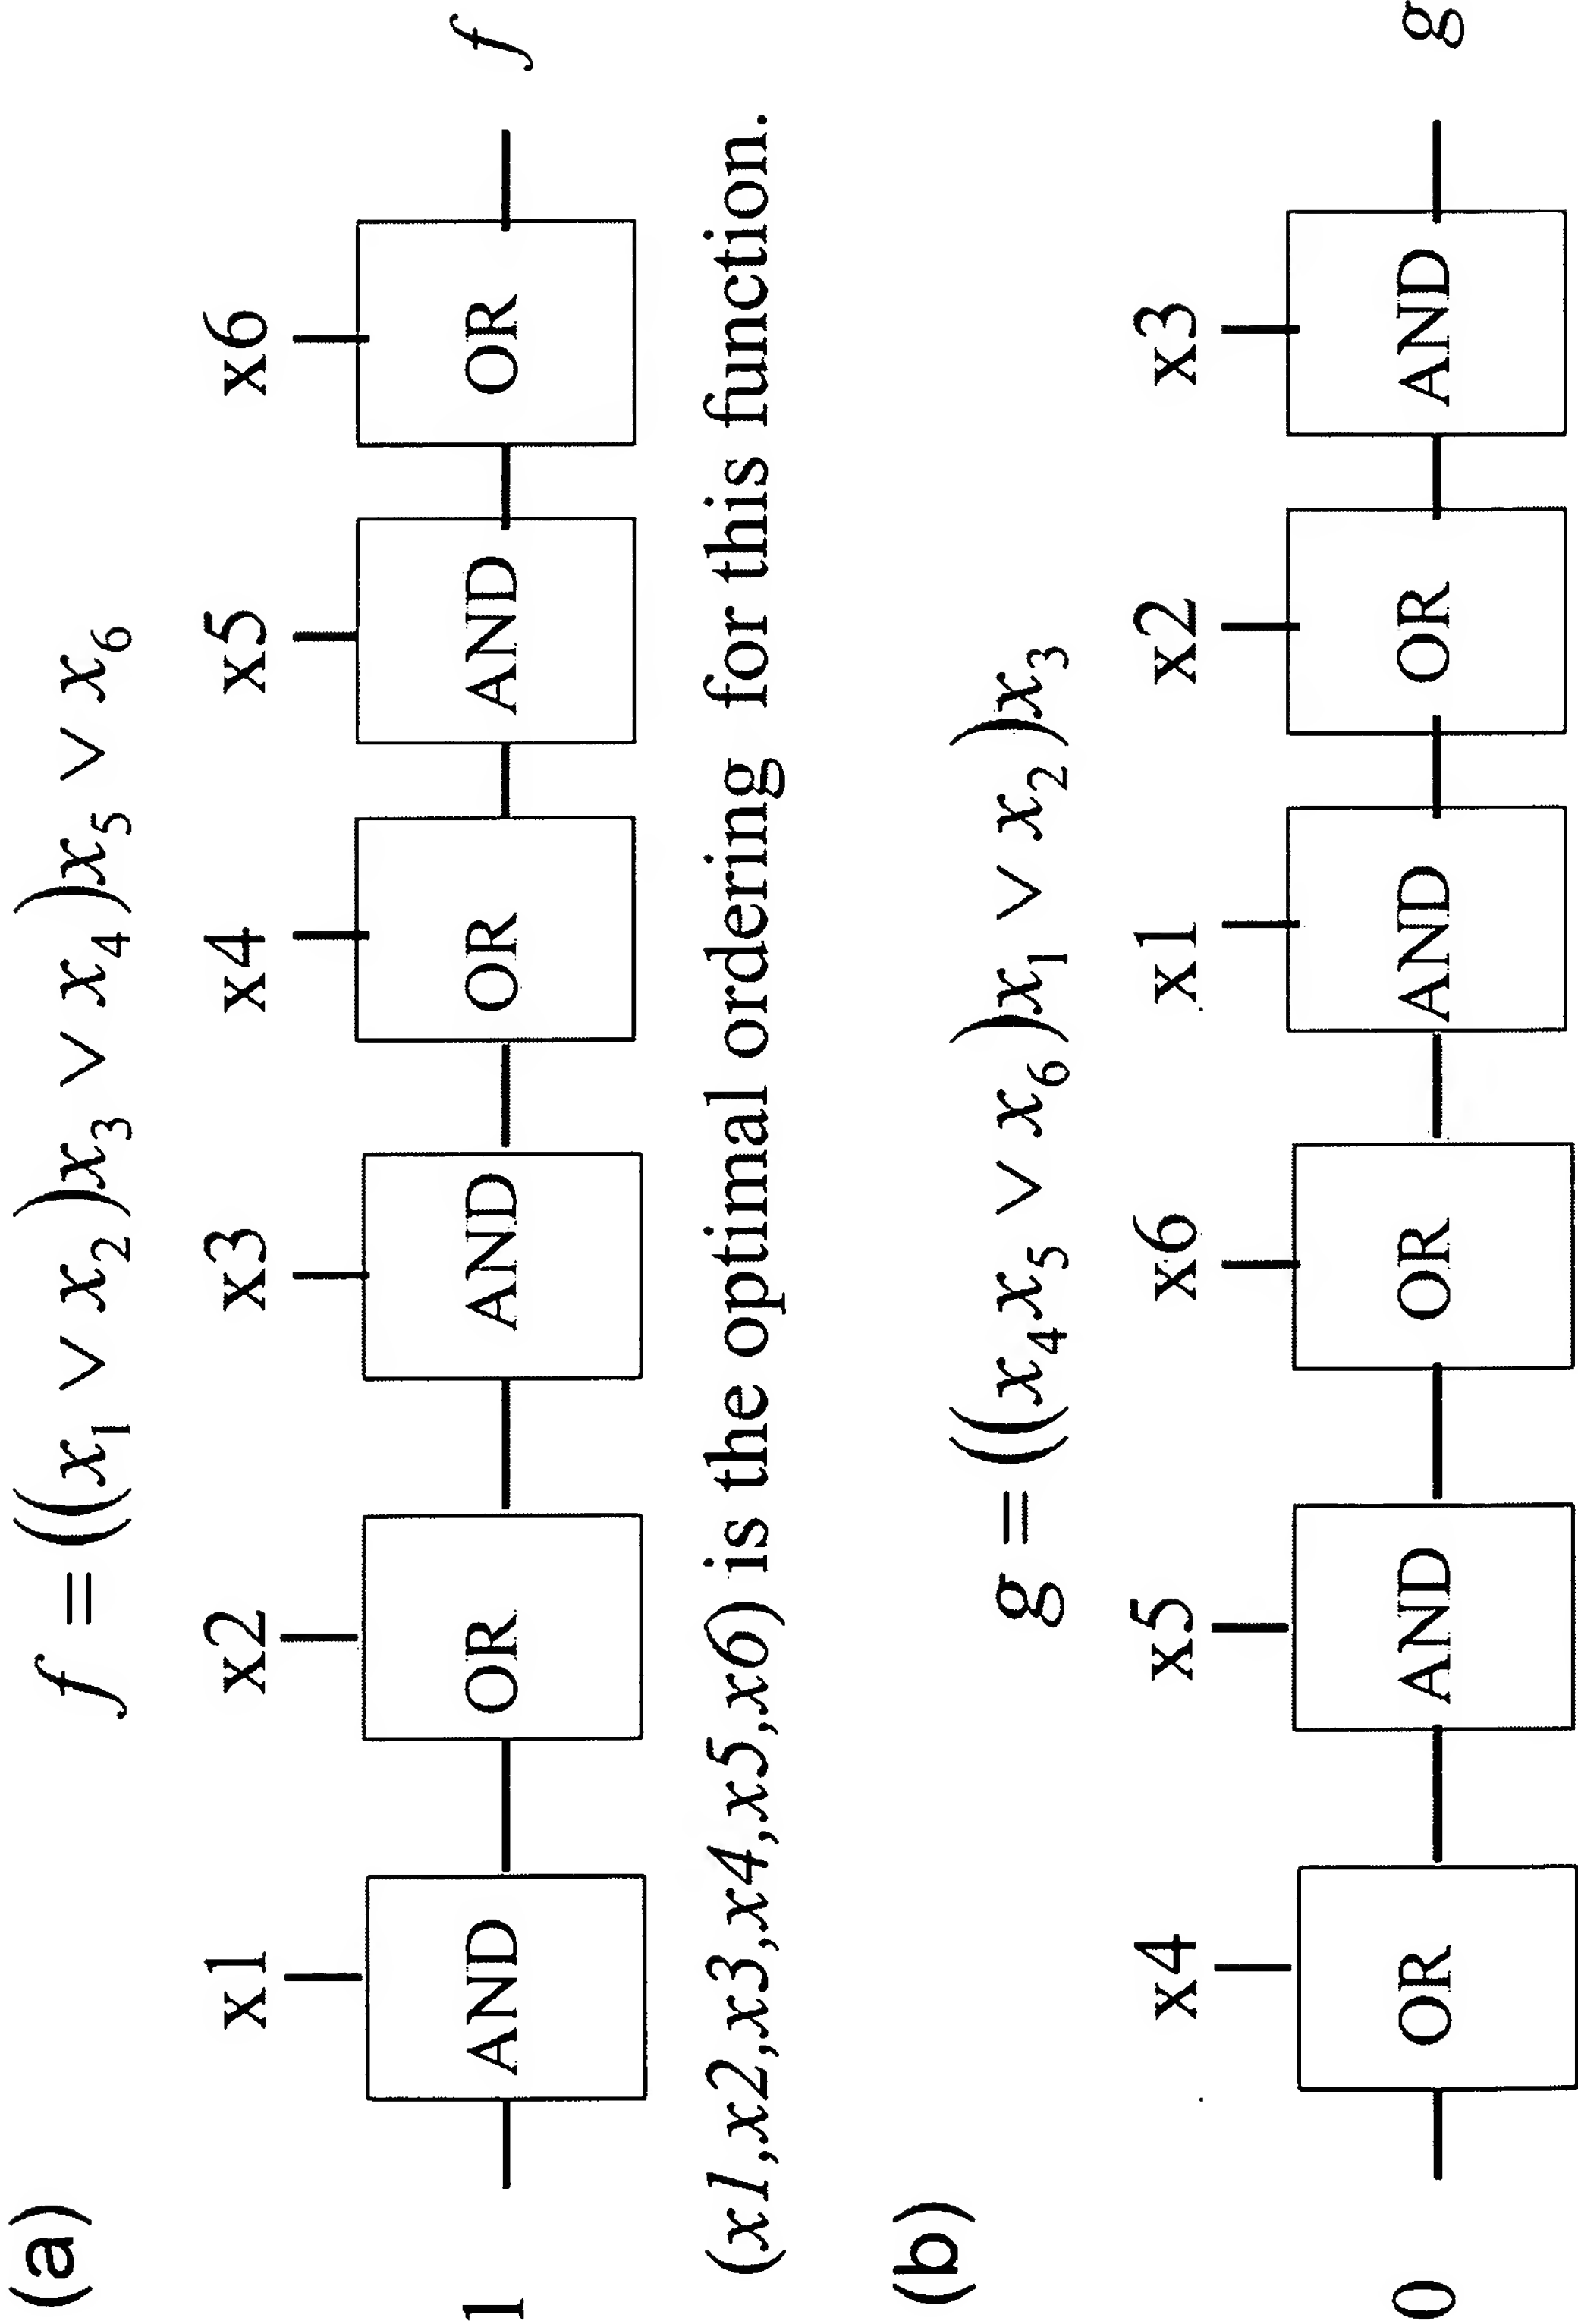 (a)
f = (((x₁ ∨ x₂)x₃ ∨ x₄)x₅ ∨ x₆
x1 x2 x3 x4 x5 x6
1 AND OR AND OR AND OR f
(x1,x2,x3,x4,x5,x6) is the optimal ordering for this function.
(b)
g = (((x₄x₅ ∨ x₆)x₁ ∨ x₂)x₃
x4 x5 x6 x1 x2 x3
0 OR AND OR AND OR AND g